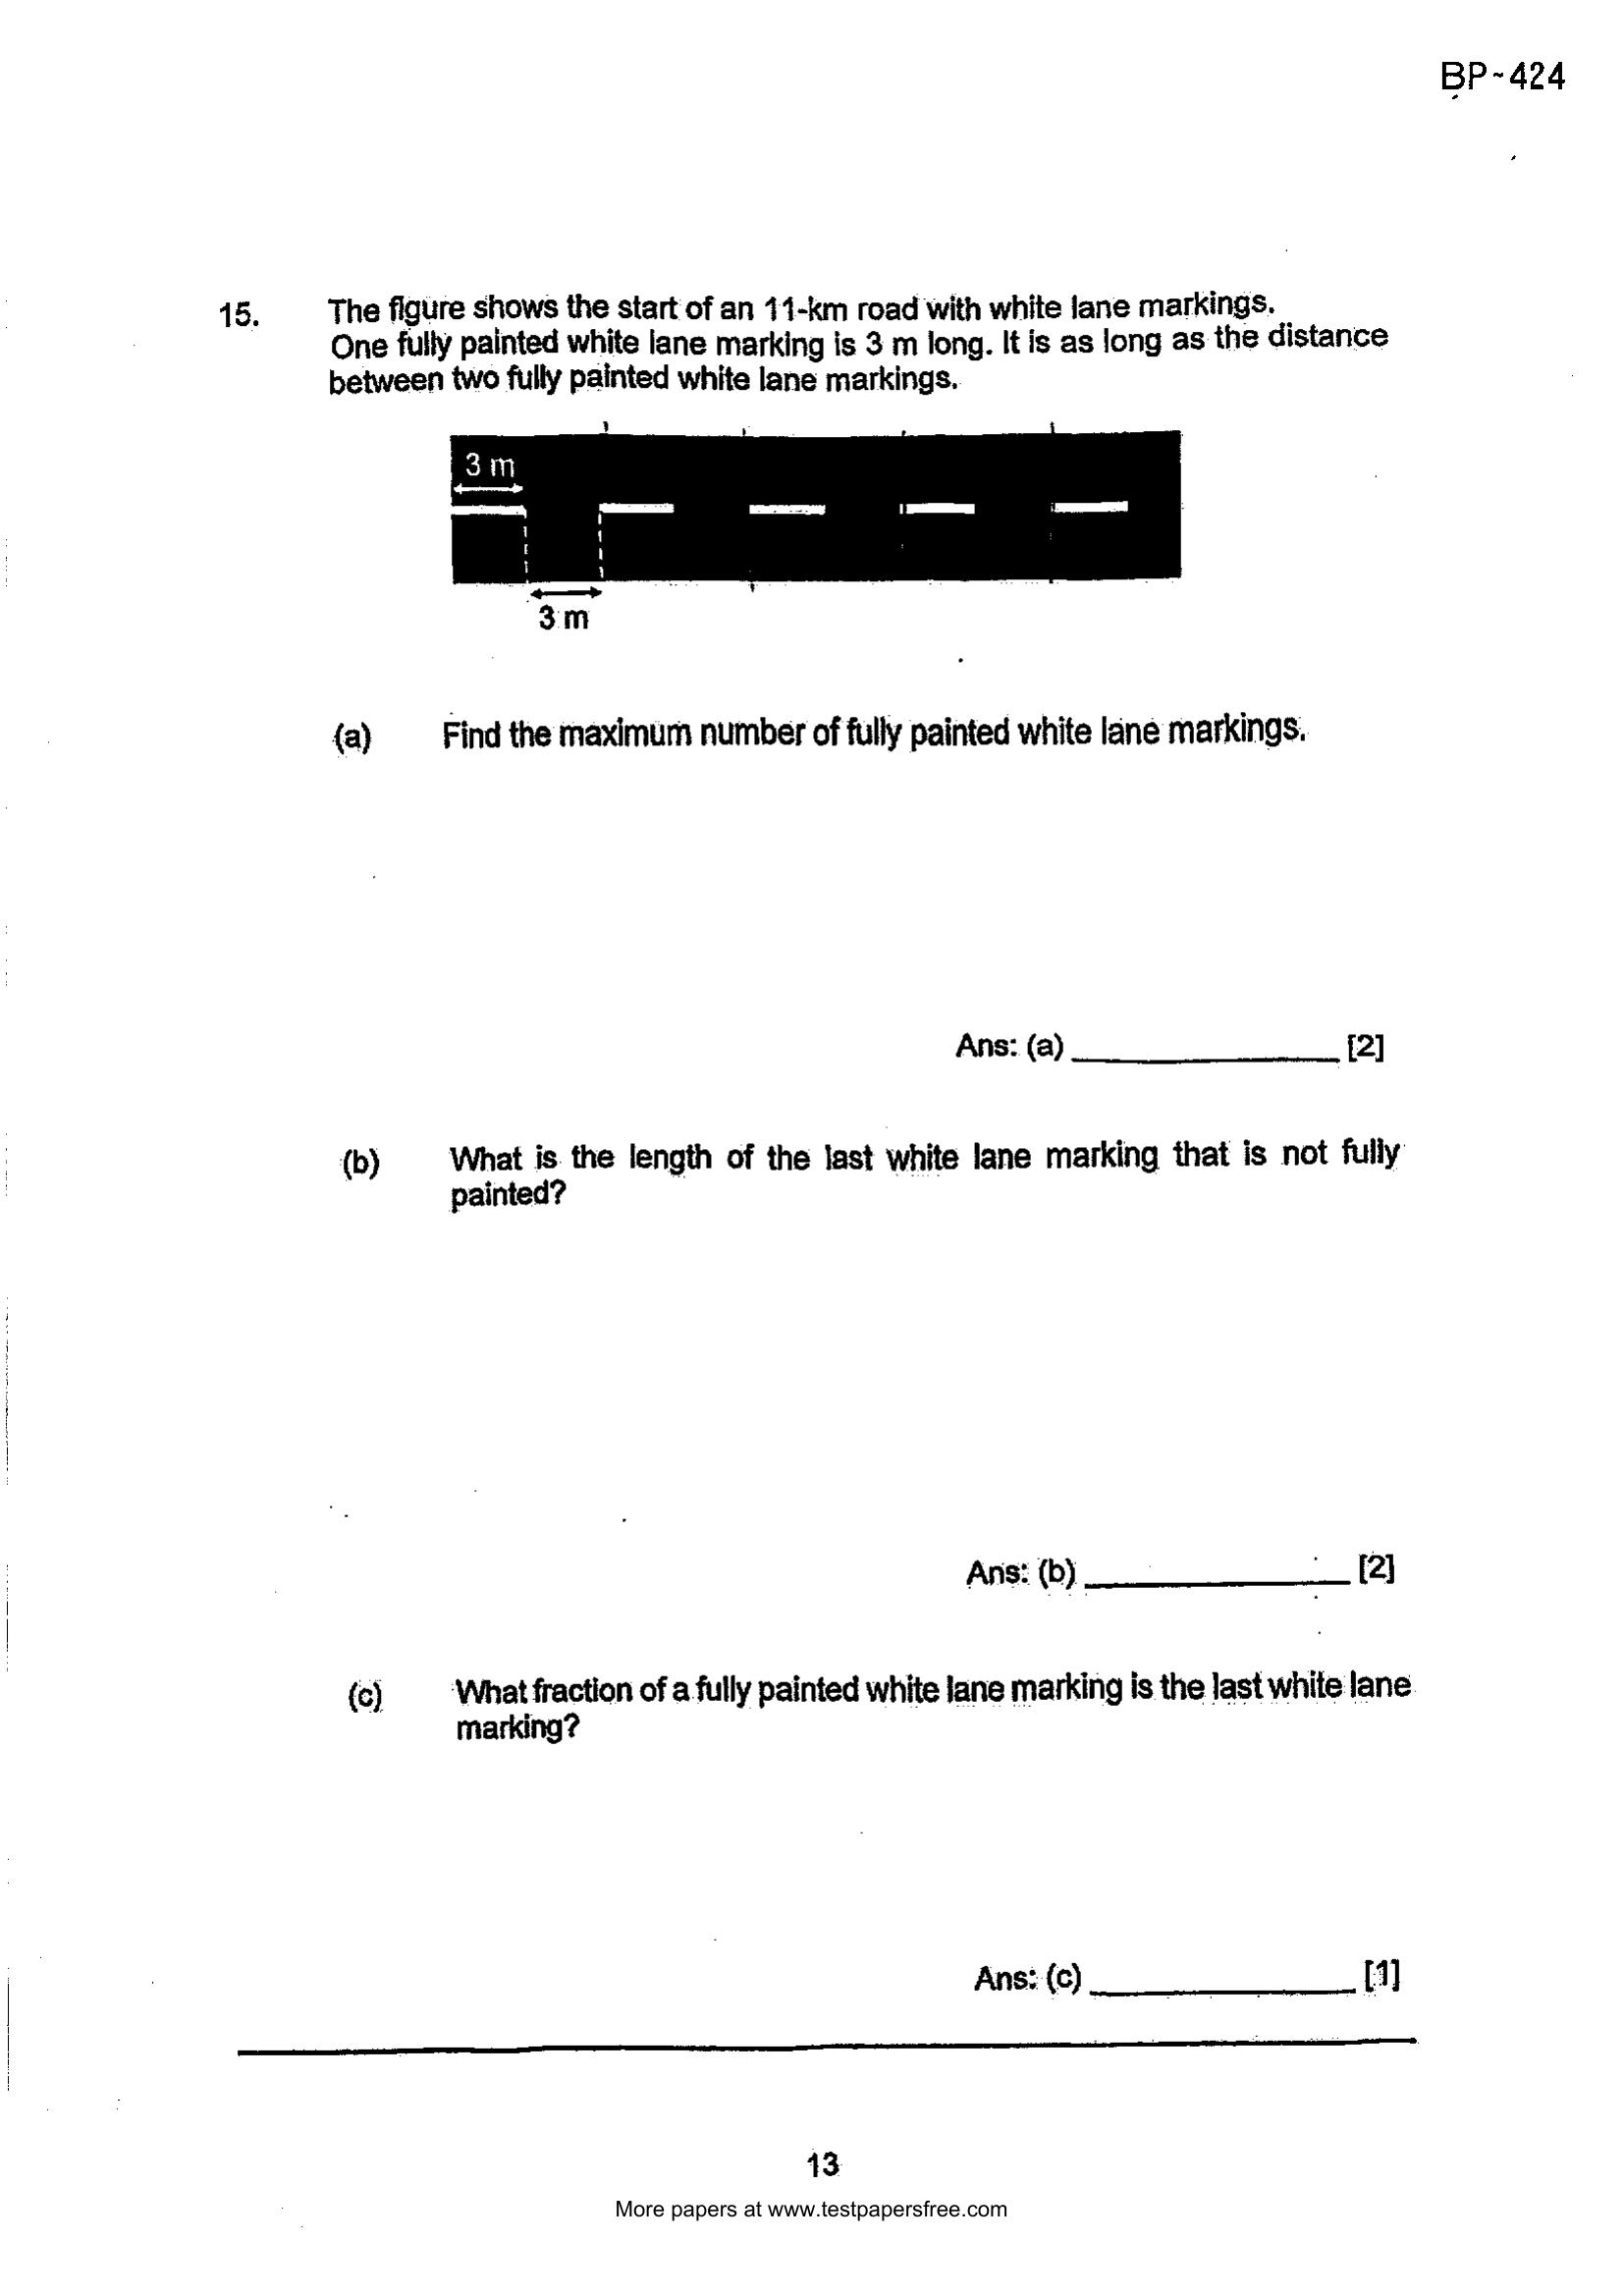 BP-424
15. The figure shows the start of an 11-km road with white lane markings.
One fully painted white lane marking is 3 m long. It is as long as the distance
between two fully painted white lane markings.
3 m
3 m
(a) Find the maximum number of fully painted white lane markings.
Ans: (a) ____________ [2]
(b) What is the length of the last white lane marking that is not fully
painted?
Ans: (b) ____________ [2]
(c) What fraction of a fully painted white lane marking is the last white lane
marking?
Ans: (c) ____________ [1]
13
More papers at www.testpapersfree.com